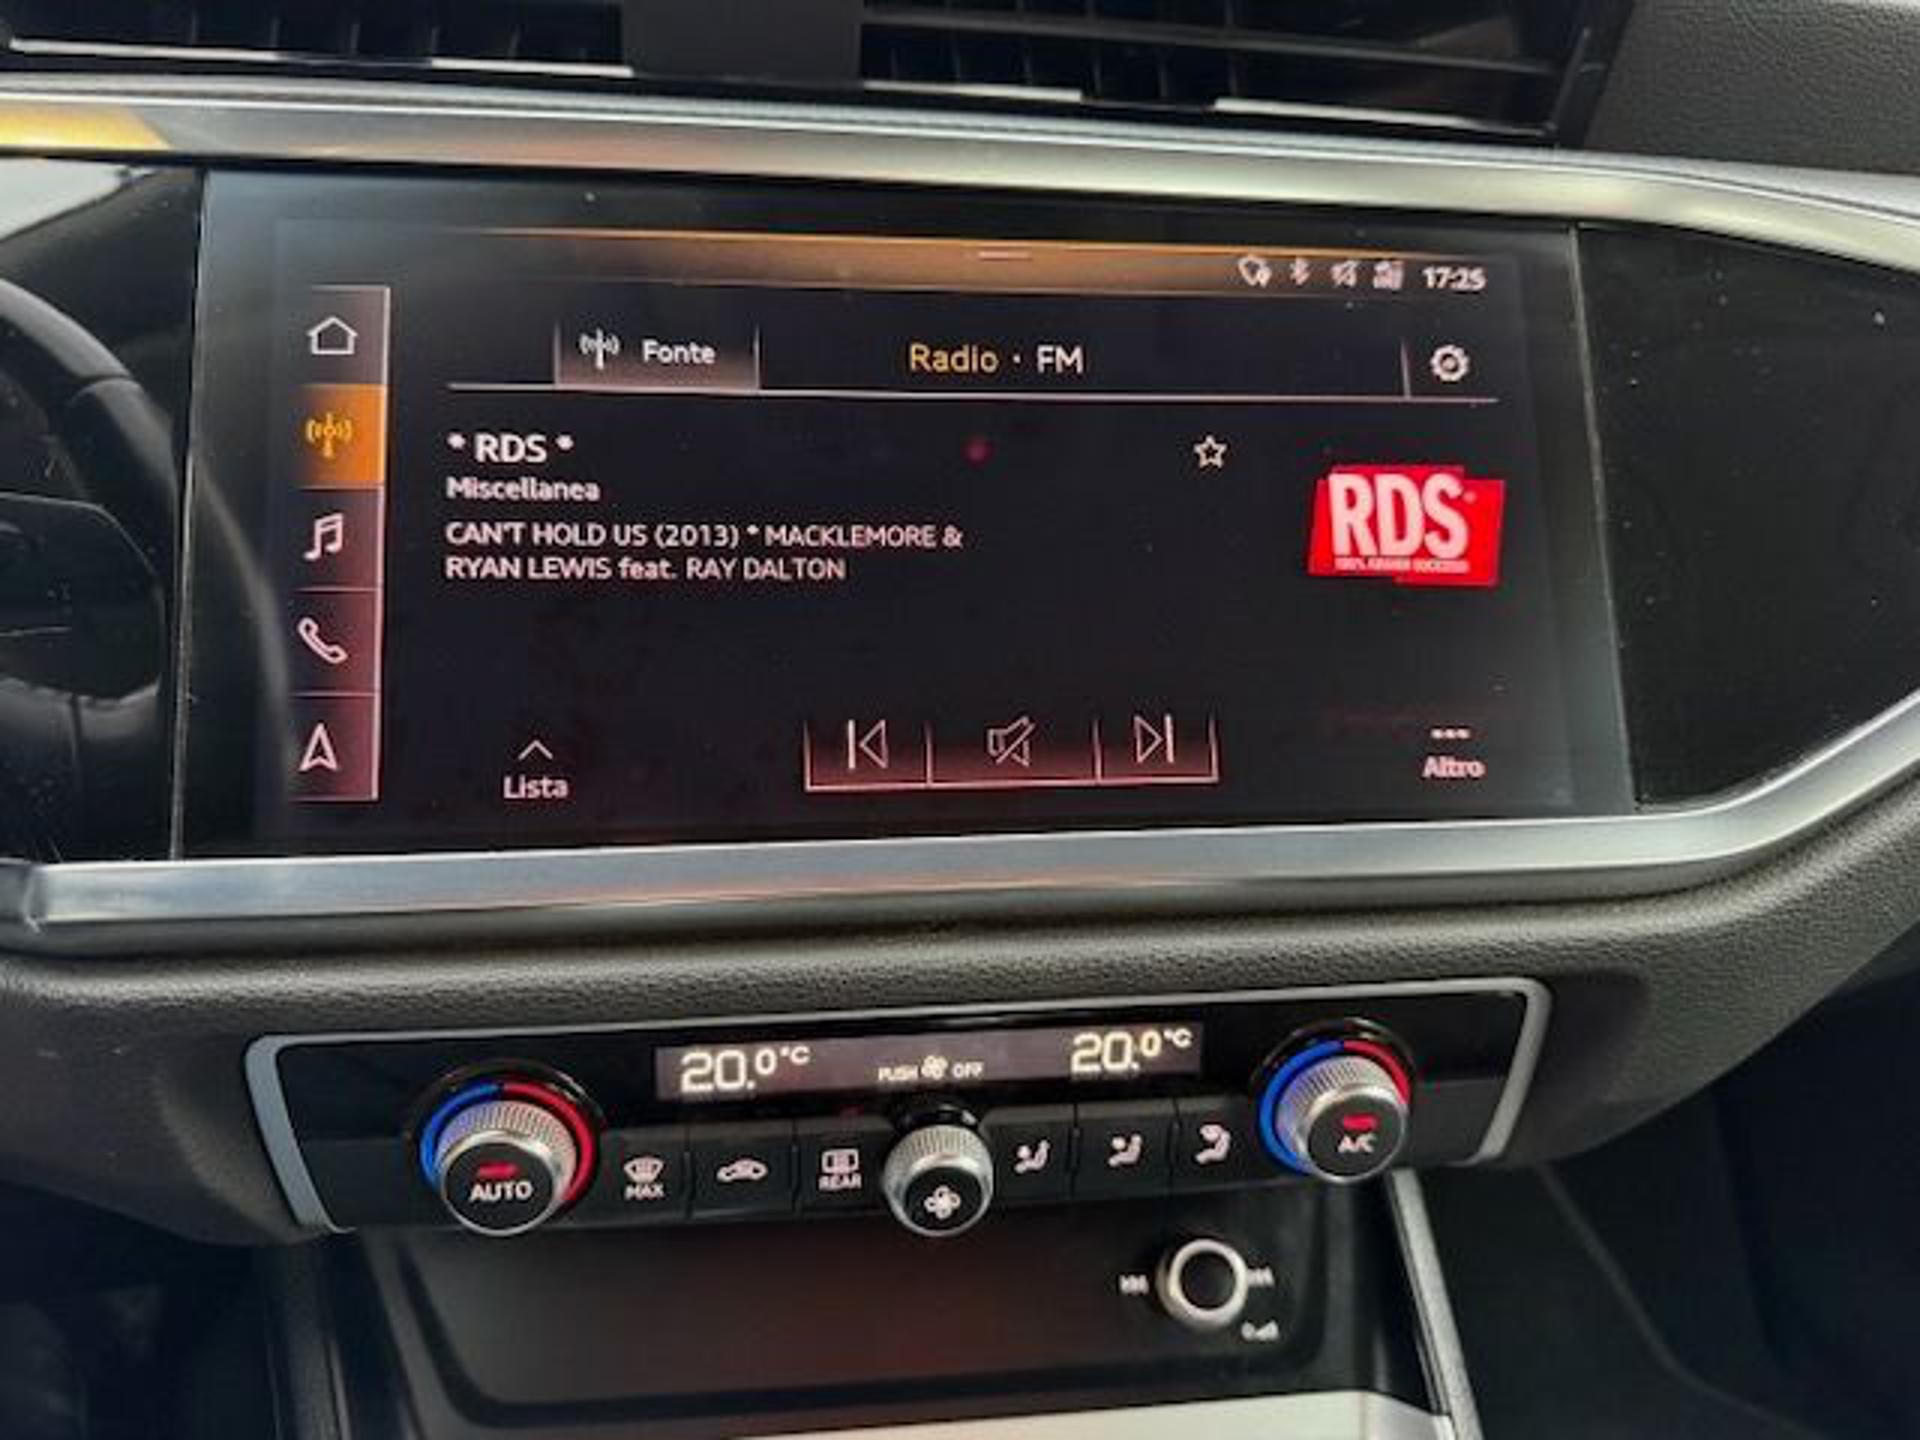 17:25
Fonte
Radio · FM
* RDS *
Miscellanea
CAN'T HOLD US (2013) * MACKLEMORE &
RYAN LEWIS feat. RAY DALTON
RDS
Lista
Altro
20.0°C
PUSH OFF
20.0°C
AUTO
MAX
REAR
A/C